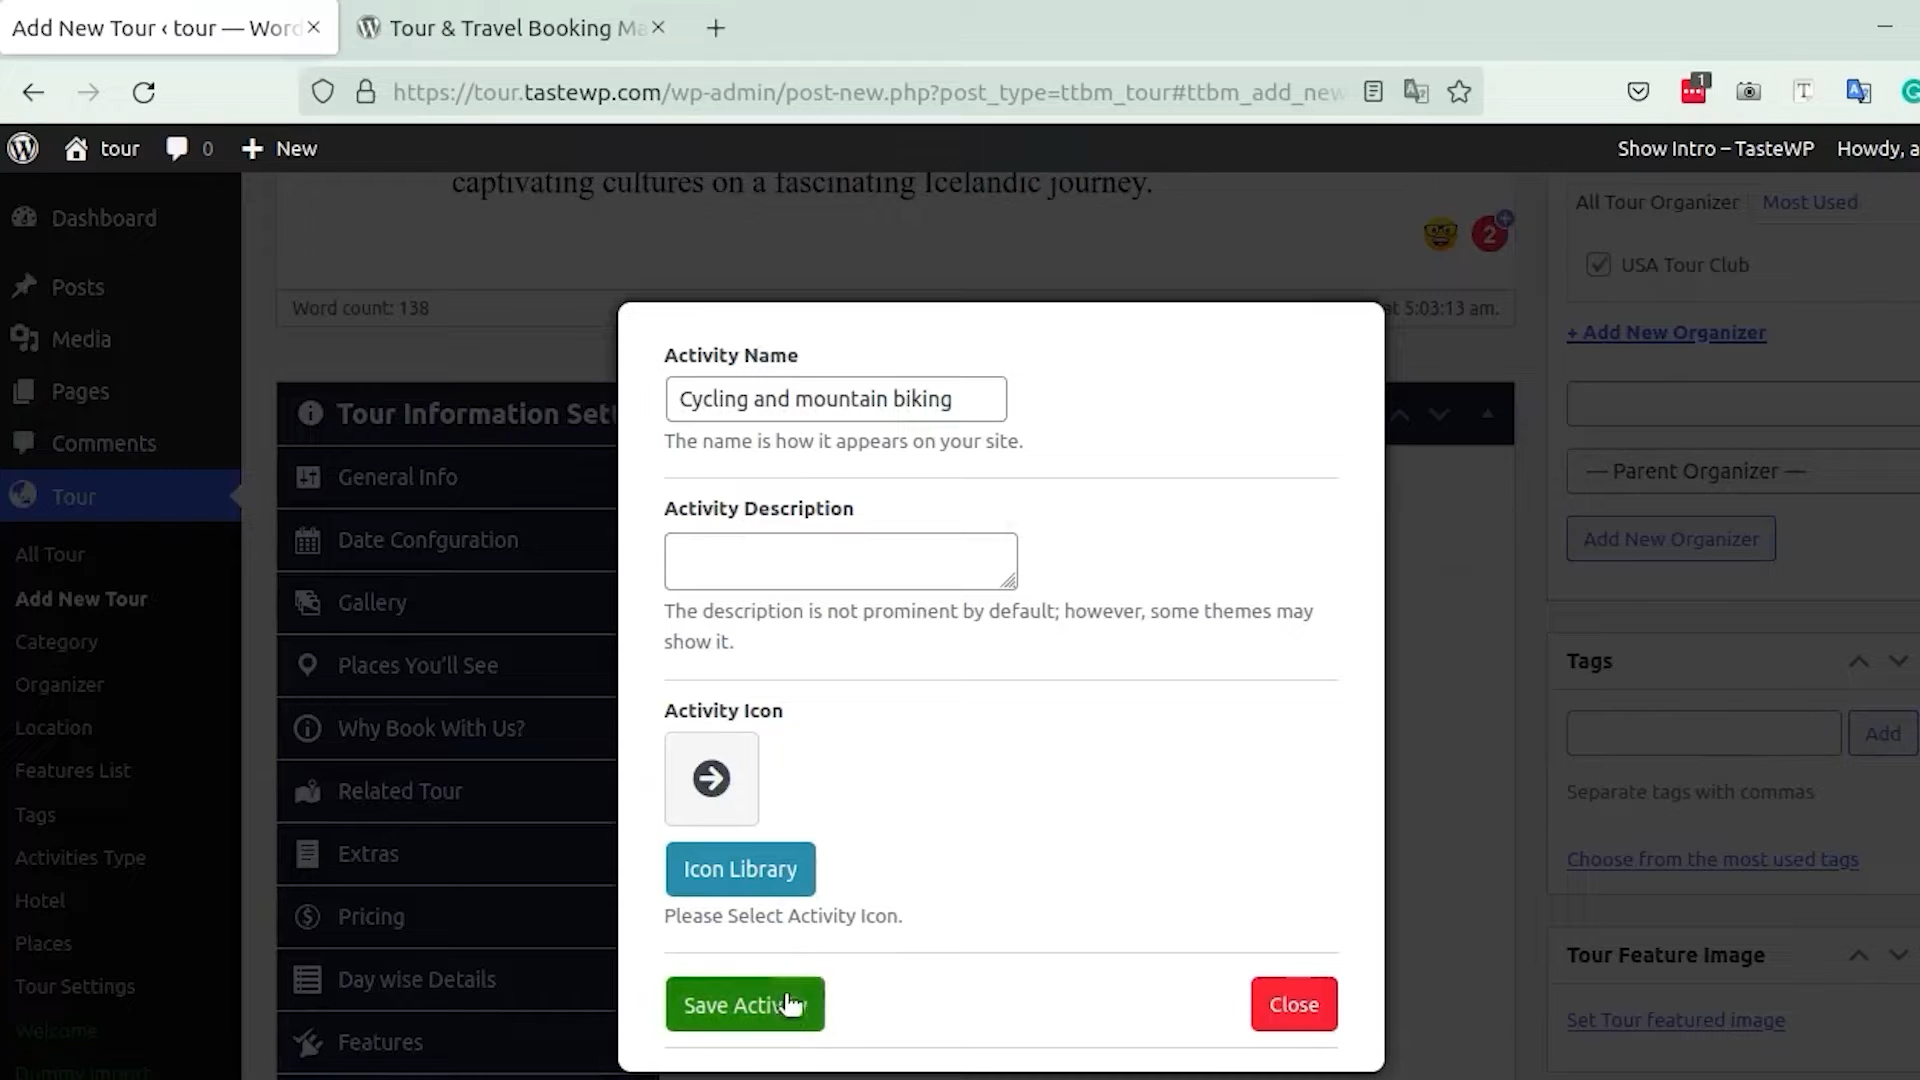 Add New Tour ‹ tour — Word
Tour & Travel Booking Ma
https://tour.tastewp.com/wp-admin/post-new.php?post_type=ttbm_tour#ttbm_add_new
1
T
tour
0
New
Show Intro – TasteWP
Howdy, a
captivating cultures on a fascinating Icelandic journey.
2
Word count: 138
at 5:03:13 am.
Dashboard
Posts
Media
Pages
Comments
Tour
All Tour
Add New Tour
Category
Organizer
Location
Features List
Tags
Activities Type
Hotel
Places
Tour Settings
Welcome
Dummy Import
Tour Information Sett
General Info
Date Confguration
Gallery
Places You'll See
Why Book With Us?
Related Tour
Extras
Pricing
Day wise Details
Features
Activity Name
Cycling and mountain biking
The name is how it appears on your site.
Activity Description
The description is not prominent by default; however, some themes may
show it.
Activity Icon
Icon Library
Please Select Activity Icon.
Save Activ
Close
All Tour Organizer
Most Used
USA Tour Club
+ Add New Organizer
— Parent Organizer —
Add New Organizer
Tags
Add
Separate tags with commas
Choose from the most used tags
Tour Feature Image
Set Tour featured image